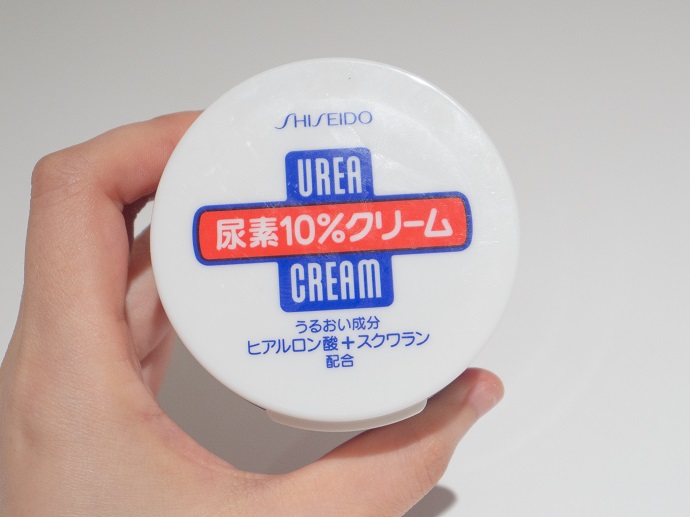 SHISEIDO
UREA
尿素10%クリーム
CREAM
うるおい成分
ヒアルロン酸+スクワラン
配合